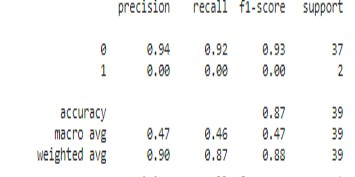 precision recall f1-score support
0 0.94 0.92 0.93 37
1 0.00 0.00 0.00 2
accuracy 0.87 39
macro avg 0.47 0.46 0.47 39
weighted avg 0.90 0.87 0.88 39